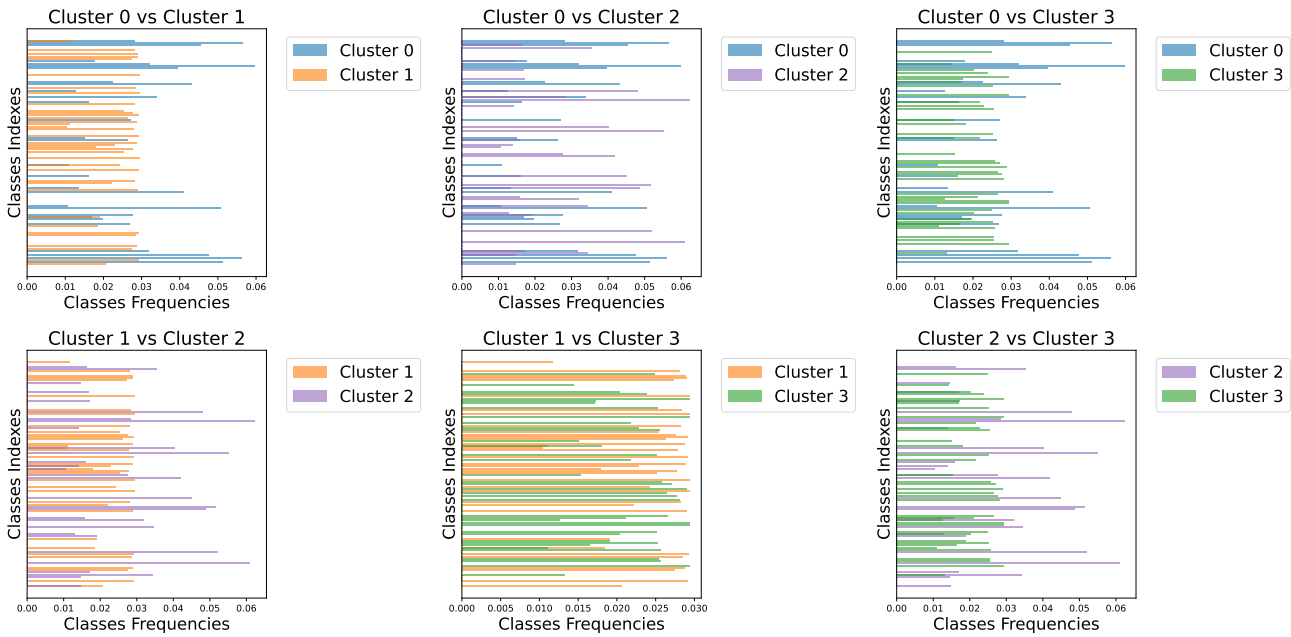 Cluster 0 vs Cluster 1
Classes Indexes
0.00 0.01 0.02 0.03 0.04 0.05 0.06
Classes Frequencies
Cluster 0
Cluster 1
Cluster 0 vs Cluster 2
Classes Indexes
0.00 0.01 0.02 0.03 0.04 0.05 0.06
Classes Frequencies
Cluster 0
Cluster 2
Cluster 0 vs Cluster 3
Classes Indexes
0.00 0.01 0.02 0.03 0.04 0.05 0.06
Classes Frequencies
Cluster 0
Cluster 3
Cluster 1 vs Cluster 2
Classes Indexes
0.00 0.01 0.02 0.03 0.04 0.05 0.06
Classes Frequencies
Cluster 1
Cluster 2
Cluster 1 vs Cluster 3
Classes Indexes
0.000 0.005 0.010 0.015 0.020 0.025 0.030
Classes Frequencies
Cluster 1
Cluster 3
Cluster 2 vs Cluster 3
Classes Indexes
0.00 0.01 0.02 0.03 0.04 0.05 0.06
Classes Frequencies
Cluster 2
Cluster 3